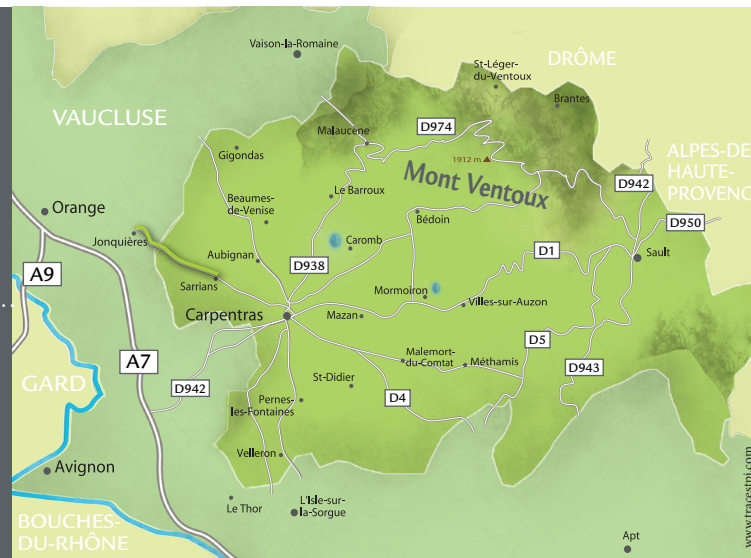 Vaison-la-Romaine
DRÔME
St-Léger-
du-Ventoux
Brantes
VAUCLUSE
Malaucène
D974
Gigondas
1912 m
ALPES-DE
HAUTE-
PROVENC
Mont Ventoux
D942
Le Barroux
Beaumes-
de-Venise
Orange
Bédoin
D950
Jonquières
Caromb
D1
Aubignan
D938
Sault
A9
Sarrians
Mormoiron
Villes-sur-Auzon
...
Carpentras
Mazan
D5
A7
Malemort-
du-Comtat
Méthamis
D943
GARD
D942
St-Didier
D4
Pernes-
les-Fontaines
Velleron
Avignon
Le Thor
L'Isle-sur-
la-Sorgue
BOUCHES-
DU-RHÔNE
Apt
www.tracestpi.com